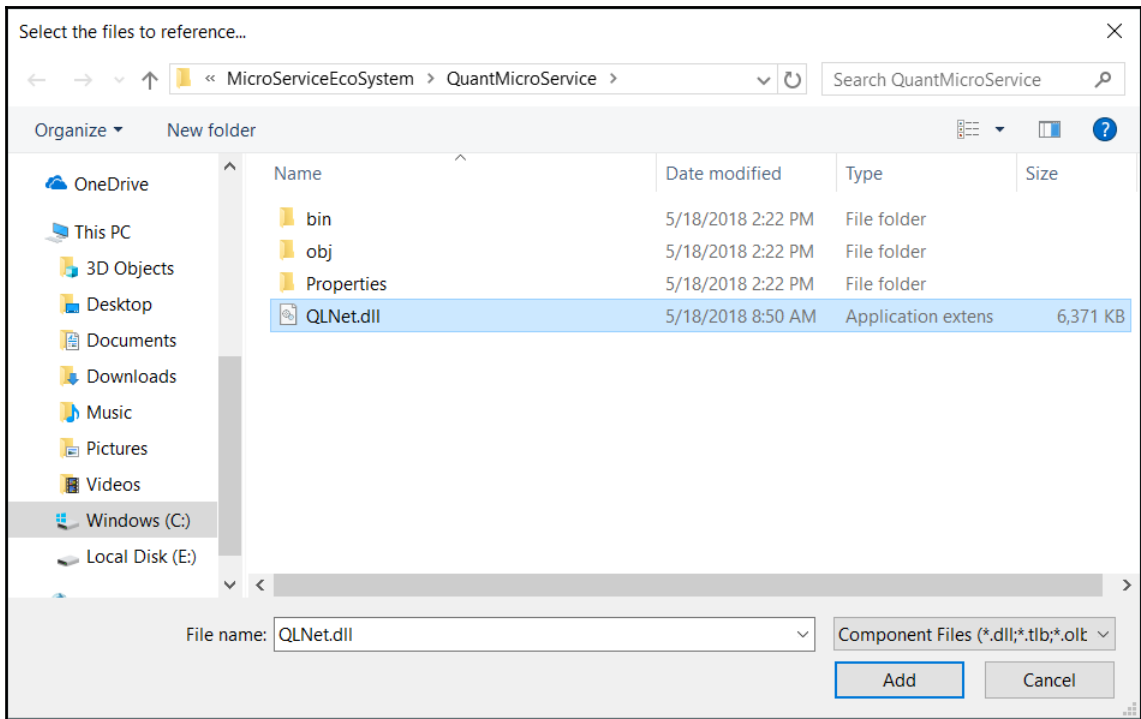 Select the files to reference...
« MicroServiceEcoSystem > QuantMicroService > Search QuantMicroService
Organize New folder ?
Name Date modified Type Size
OneDrive
This PC
3D Objects
Desktop
Documents
Downloads
Music
Pictures
Videos
Windows (C:)
Local Disk (E:)
bin 5/18/2018 2:22 PM File folder
obj 5/18/2018 2:22 PM File folder
Properties 5/18/2018 2:22 PM File folder
QLNet.dll 5/18/2018 8:50 AM Application extens 6,371 KB
File name: QLNet.dll Component Files (*.dll;*.tlb;*.olb
Add Cancel